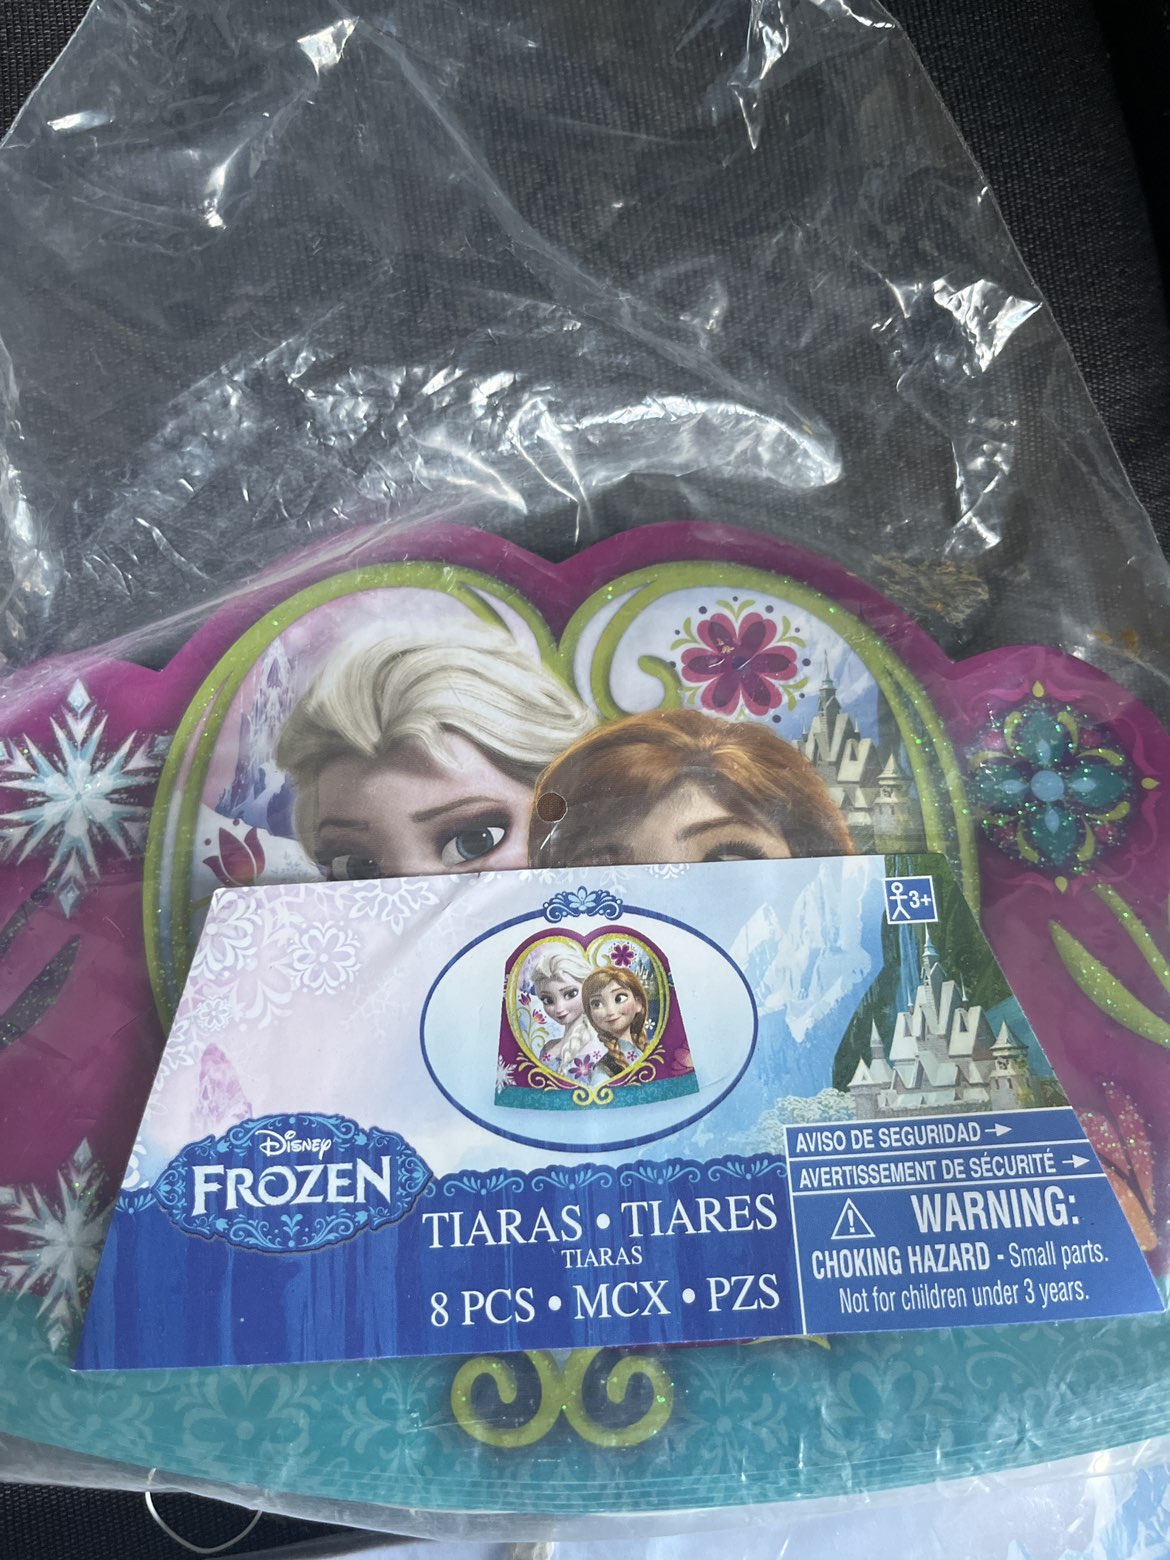 3+
Disney
FROZEN
TIARAS • TIARES
TIARAS
8 PCS • MCX • PZS
AVISO DE SEGURIDAD →
AVERTISSEMENT DE SÉCURITÉ →
WARNING:
CHOKING HAZARD - Small parts.
Not for children under 3 years.